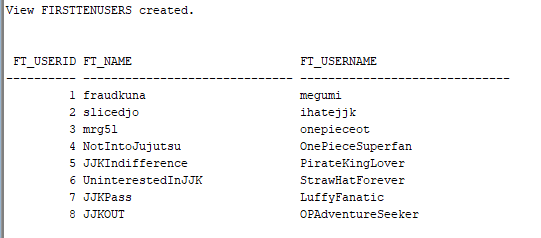 View FIRSTTENUSERS created.
FT_USERID FT_NAME FT_USERNAME
---------- ------------------------------ ------------------------------
1 fraudkuna megumi
2 slicedjo ihatejjk
3 mrg5l onepieceot
4 NotIntoJujutsu OnePieceSuperfan
5 JJKIndifference PirateKingLover
6 UninterestedInJJK StrawHatForever
7 JJKPass LuffyFanatic
8 JJKOUT OPAdventureSeeker